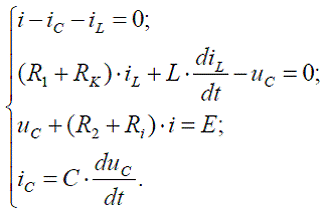 i − i_C − i_L = 0;
(R_1 + R_K) · i_L + L · di_L/dt − u_C = 0;
u_C + (R_2 + R_i) · i = E;
i_C = C · du_C/dt.